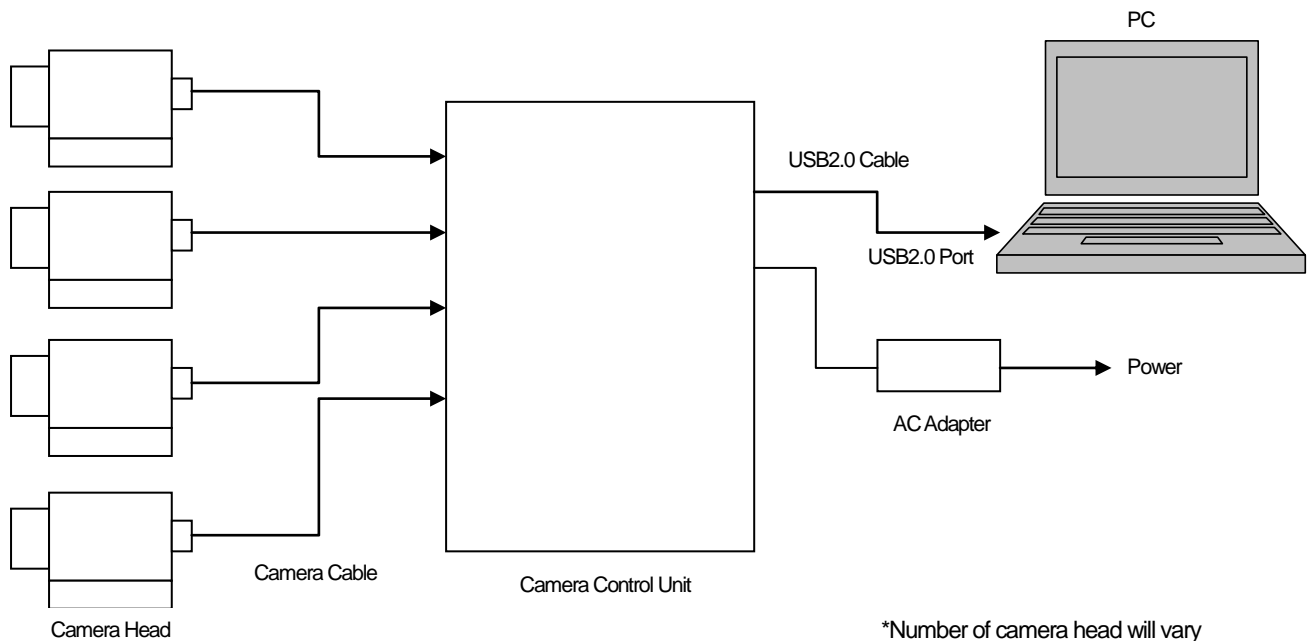 PC
USB2.0 Cable
USB2.0 Port
Power
AC Adapter
Camera Cable
Camera Control Unit
Camera Head
*Number of camera head will vary